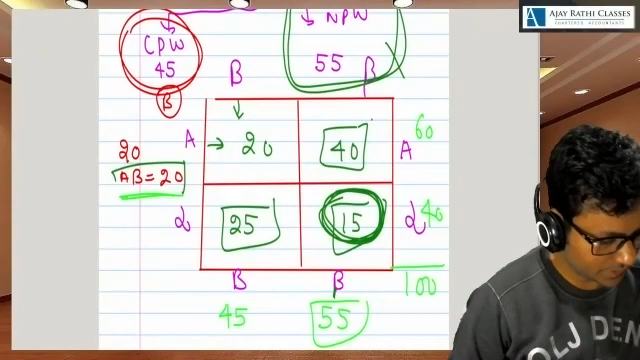 AJAY RATHI CLASSES
CHARTERED ACCOUNTANTS
CPW
45
B
NPW
55
B
β
20
AB = 20
A
20
40
A
60
α
25
15
α
40
B
β
100
45
55